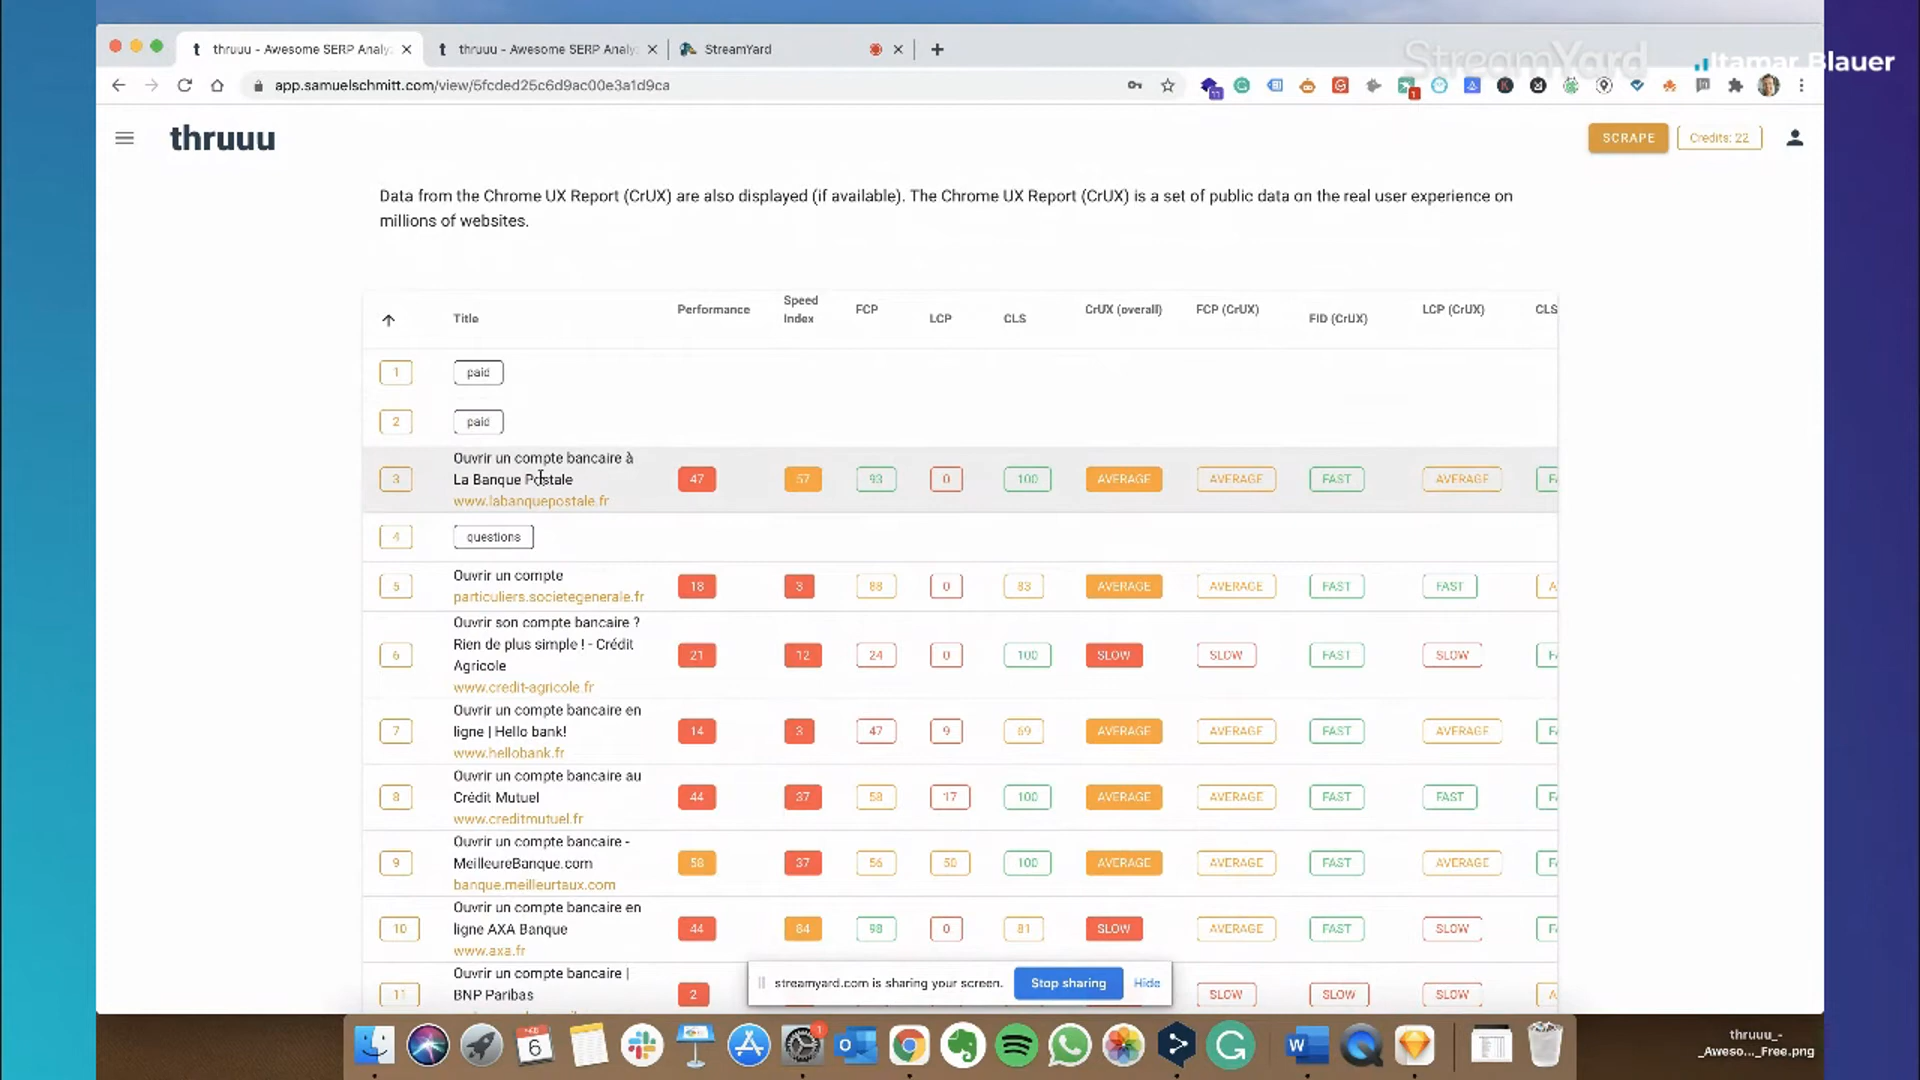 thruuu - Awesome SERP Analy
thruuu - Awesome SERP Analy
StreamYard
StreamYard
Itamar Blauer
app.samuelschmitt.com/view/5fcded25c6d9ac00e3a1d9ca
11
1
thruuu
SCRAPE
Credits: 22
Data from the Chrome UX Report (CrUX) are also displayed (if available). The Chrome UX Report (CrUX) is a set of public data on the real user experience on
millions of websites.
Title
Performance
Speed
Index
FCP
LCP
CLS
CrUX (overall)
FCP (CrUX)
FID (CrUX)
LCP (CrUX)
CLS
1 paid
2 paid
Ouvrir un compte bancaire à
3 La Banque Postale 47 57 93 0 100 AVERAGE AVERAGE FAST AVERAGE
www.labanquepostale.fr
4 questions
Ouvrir un compte
5 18 3 88 0 83 AVERAGE AVERAGE FAST FAST
particuliers.societegenerale.fr
Ouvrir son compte bancaire ?
Rien de plus simple ! - Crédit
6 21 12 24 0 100 SLOW SLOW FAST SLOW
Agricole
www.credit-agricole.fr
Ouvrir un compte bancaire en
7 ligne | Hello bank! 14 3 47 9 69 AVERAGE AVERAGE FAST AVERAGE
www.hellobank.fr
Ouvrir un compte bancaire au
8 Crédit Mutuel 44 37 58 17 100 AVERAGE AVERAGE FAST FAST
www.creditmutuel.fr
Ouvrir un compte bancaire -
9 MeilleureBanque.com 58 37 56 50 100 AVERAGE AVERAGE FAST AVERAGE
banque.meilleurtaux.com
Ouvrir un compte bancaire en
10 ligne AXA Banque 44 84 98 0 81 SLOW AVERAGE FAST SLOW
www.axa.fr
Ouvrir un compte bancaire |
11 BNP Paribas 2 SLOW SLOW SLOW
streamyard.com is sharing your screen.
Stop sharing
Hide
6
1
thruuu_-
_Aweso..._Free.png